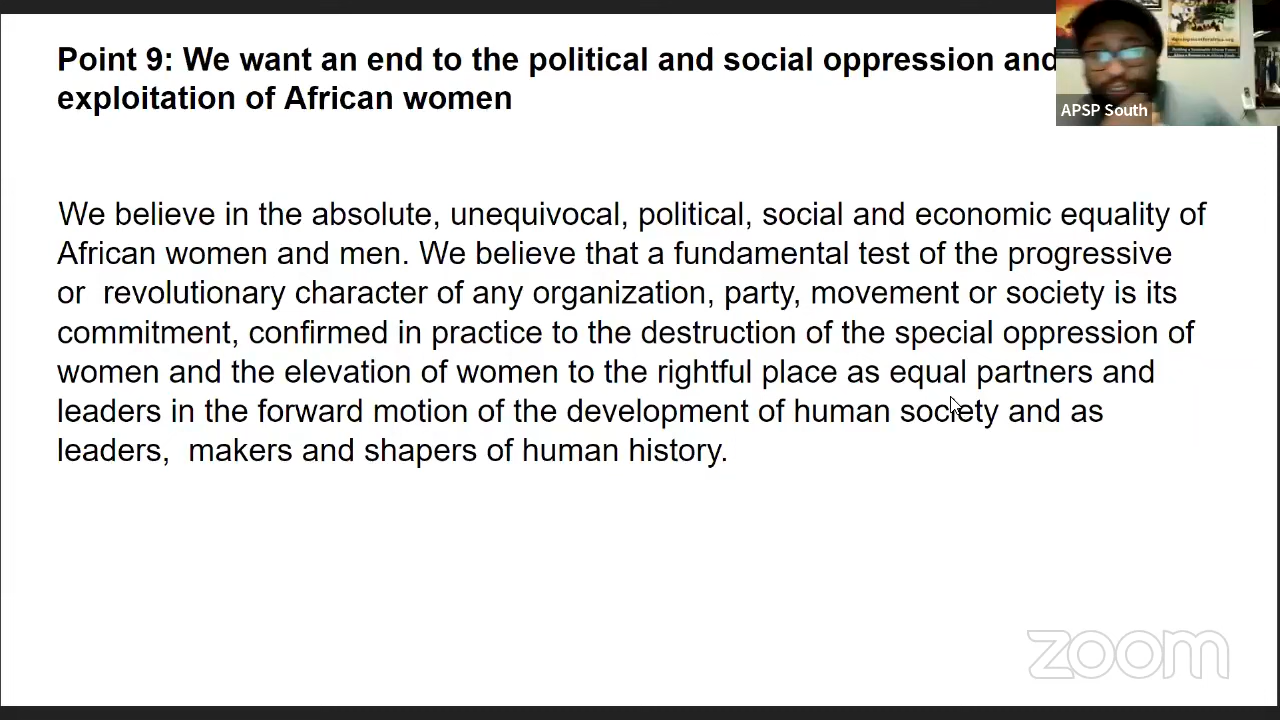 Point 9: We want an end to the political and social oppression and
exploitation of African women
APSP South
We believe in the absolute, unequivocal, political, social and economic equality of
African women and men. We believe that a fundamental test of the progressive
or  revolutionary character of any organization, party, movement or society is its
commitment, confirmed in practice to the destruction of the special oppression of
women and the elevation of women to the rightful place as equal partners and
leaders in the forward motion of the development of human society and as
leaders,  makers and shapers of human history.
zoom